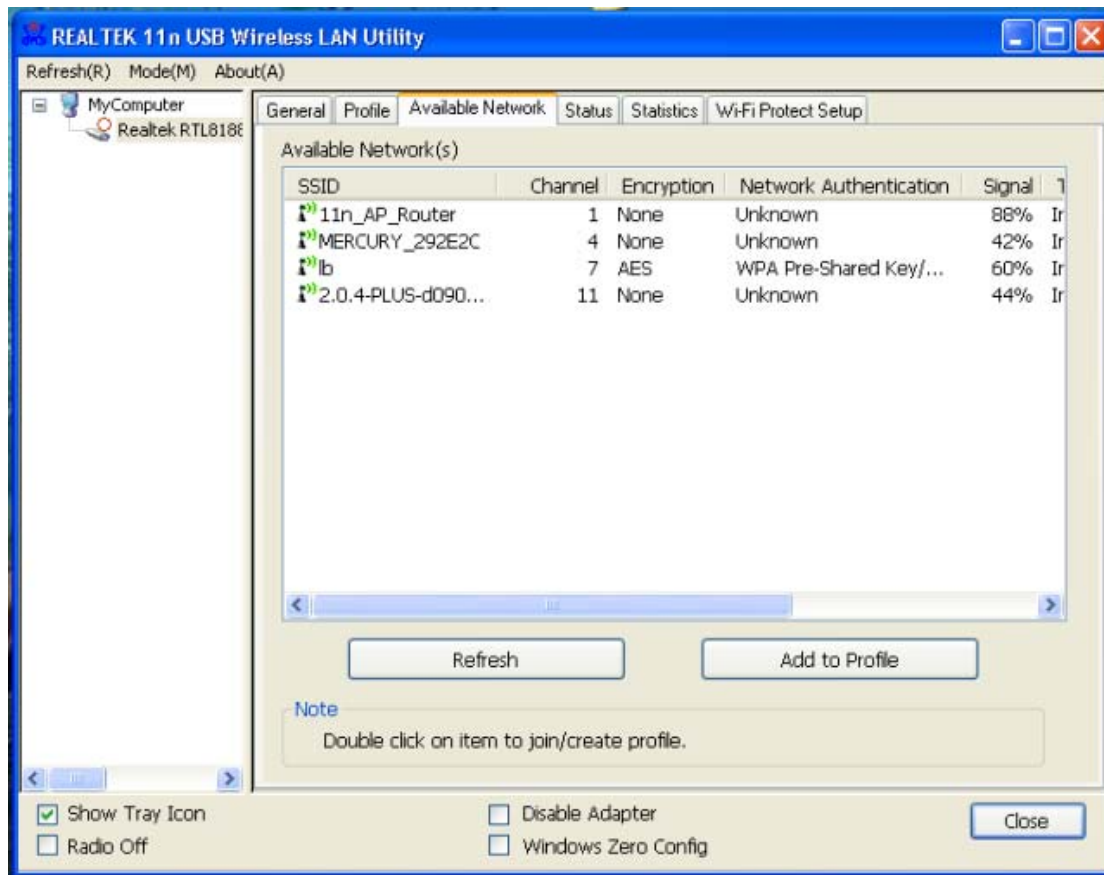 REALTEK 11n USB Wireless LAN Utility
Refresh(R) Mode(M) About(A)
MyComputer
Realtek RTL8188
General Profile Available Network Status Statistics Wi-Fi Protect Setup
Available Network(s)
SSID Channel Encryption Network Authentication Signal
11n_AP_Router 1 None Unknown 88% Ir
MERCURY_292E2C 4 None Unknown 42% Ir
lb 7 AES WPA Pre-Shared Key/... 60% Ir
2.0.4-PLUS-d090... 11 None Unknown 44% Ir
Refresh Add to Profile
Note
Double click on item to join/create profile.
Show Tray Icon Disable Adapter Close
Radio Off Windows Zero Config